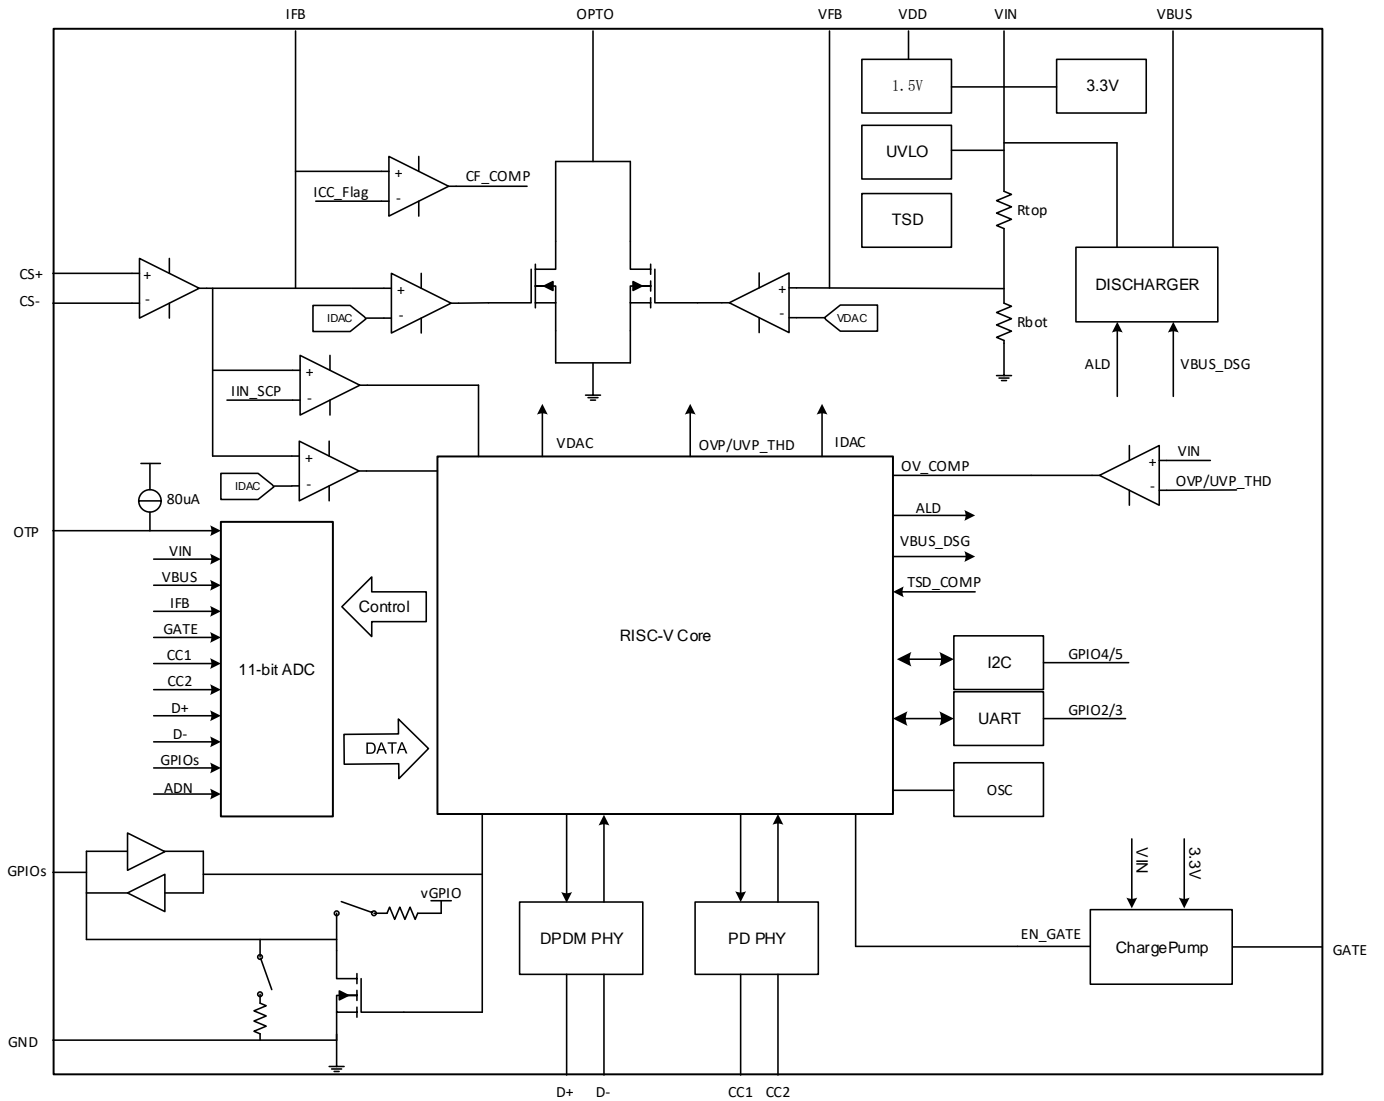 IFB
OPTO
VFB
VDD
VIN
VBUS
1.5V
3.3V
UVLO
TSD
Rtop
Rbot
DISCHARGER
ALD
VBUS_DSG
+
ICC_Flag
-
CF_COMP
CS+
CS-
+
-
+
IDAC
-
+
-
VDAC
+
IIN_SCP
-
+
IDAC
-
VDAC
OVP/UVP_THD
IDAC
OV_COMP
+
VIN
-
OVP/UVP_THD
80uA
OTP
VIN
VBUS
IFB
GATE
CC1
CC2
D+
D-
GPIOs
ADN
11-bit ADC
Control
DATA
RISC-V Core
ALD
VBUS_DSG
TSD_COMP
I2C
GPIO4/5
UART
GPIO2/3
OSC
GPIOs
vGPIO
GND
DPDM PHY
PD PHY
EN_GATE
VIN
3.3V
ChargePump
GATE
D+
D-
CC1
CC2